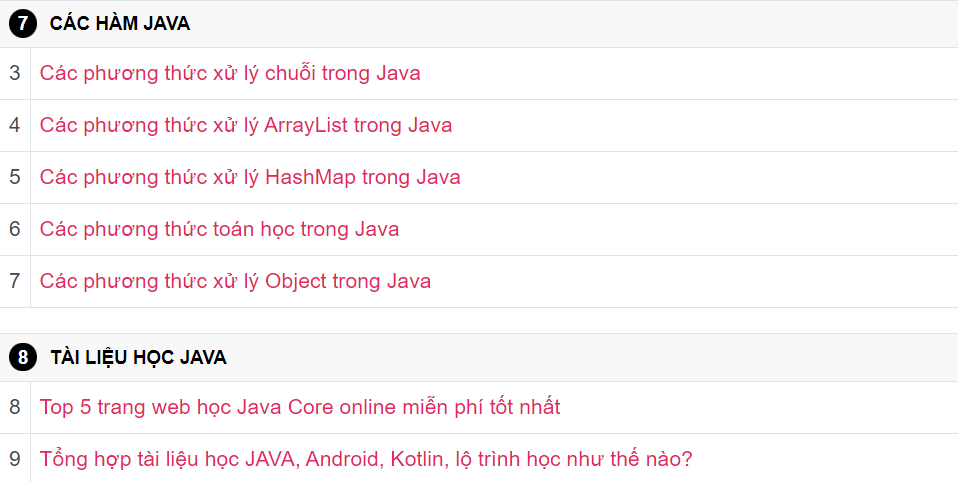 7 CÁC HÀM JAVA
3 Các phương thức xử lý chuỗi trong Java
4 Các phương thức xử lý ArrayList trong Java
5 Các phương thức xử lý HashMap trong Java
6 Các phương thức toán học trong Java
7 Các phương thức xử lý Object trong Java
8 TÀI LIỆU HỌC JAVA
8 Top 5 trang web học Java Core online miễn phí tốt nhất
9 Tổng hợp tài liệu học JAVA, Android, Kotlin, lộ trình học như thế nào?